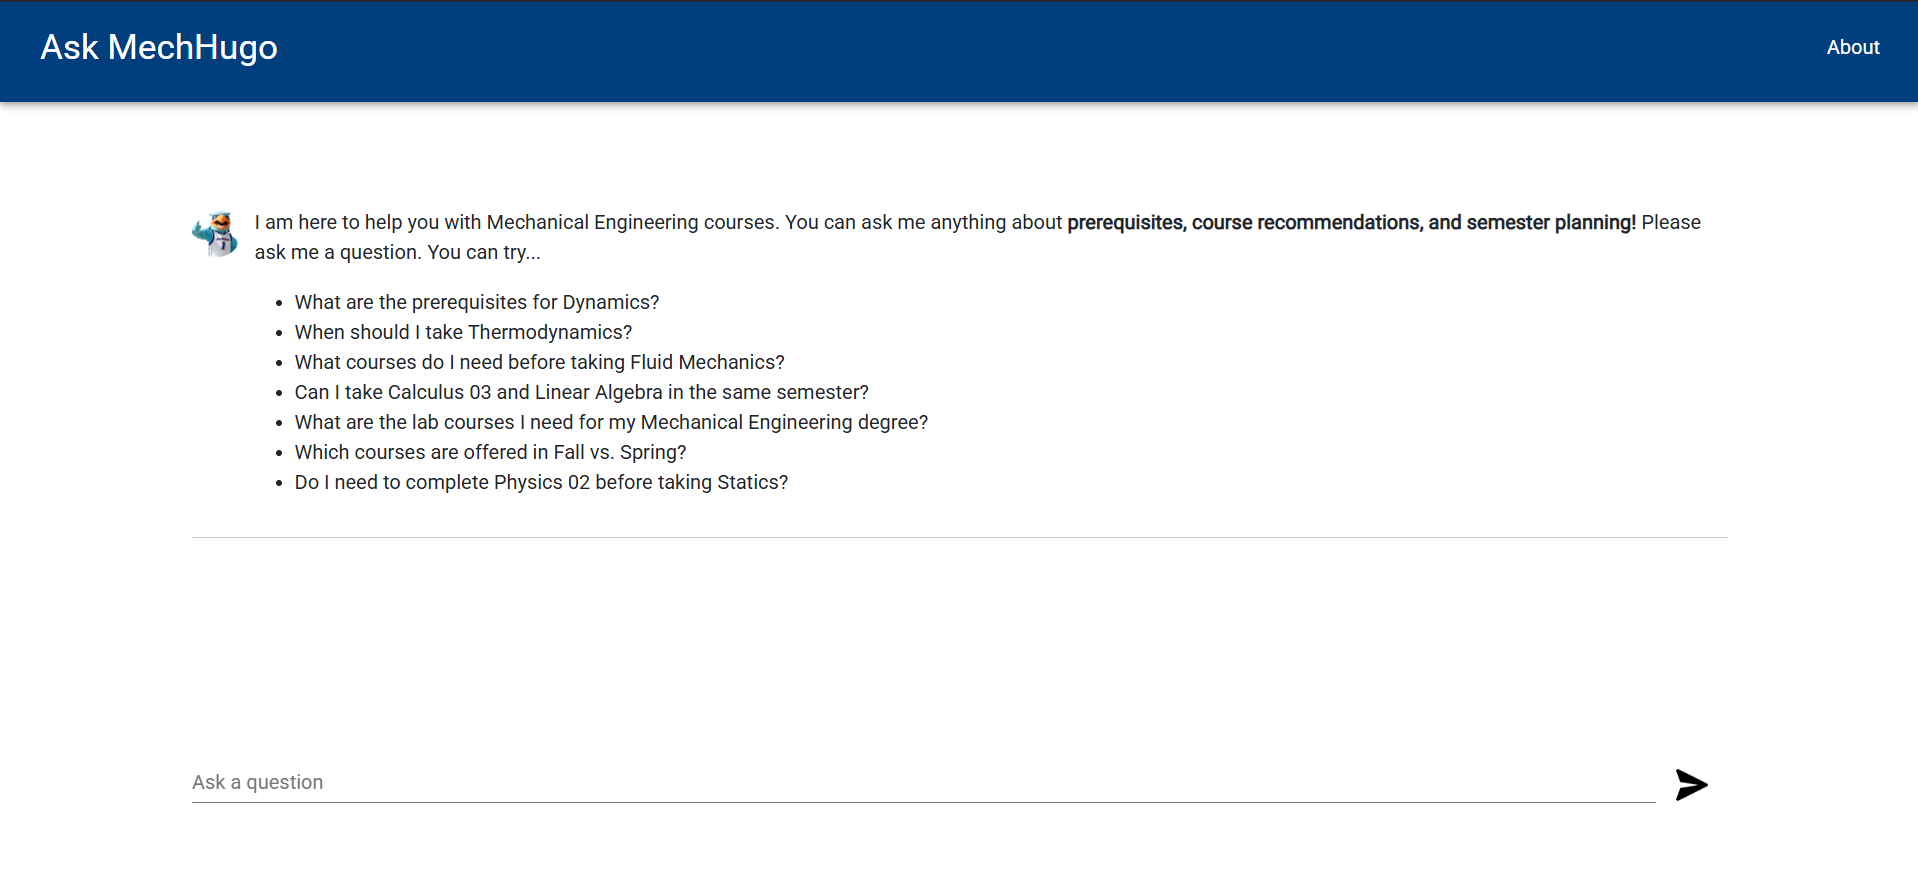 Ask MechHugo
About
I am here to help you with Mechanical Engineering courses. You can ask me anything about prerequisites, course recommendations, and semester planning! Please
ask me a question. You can try...
• What are the prerequisites for Dynamics?
• When should I take Thermodynamics?
• What courses do I need before taking Fluid Mechanics?
• Can I take Calculus 03 and Linear Algebra in the same semester?
• What are the lab courses I need for my Mechanical Engineering degree?
• Which courses are offered in Fall vs. Spring?
• Do I need to complete Physics 02 before taking Statics?
Ask a question